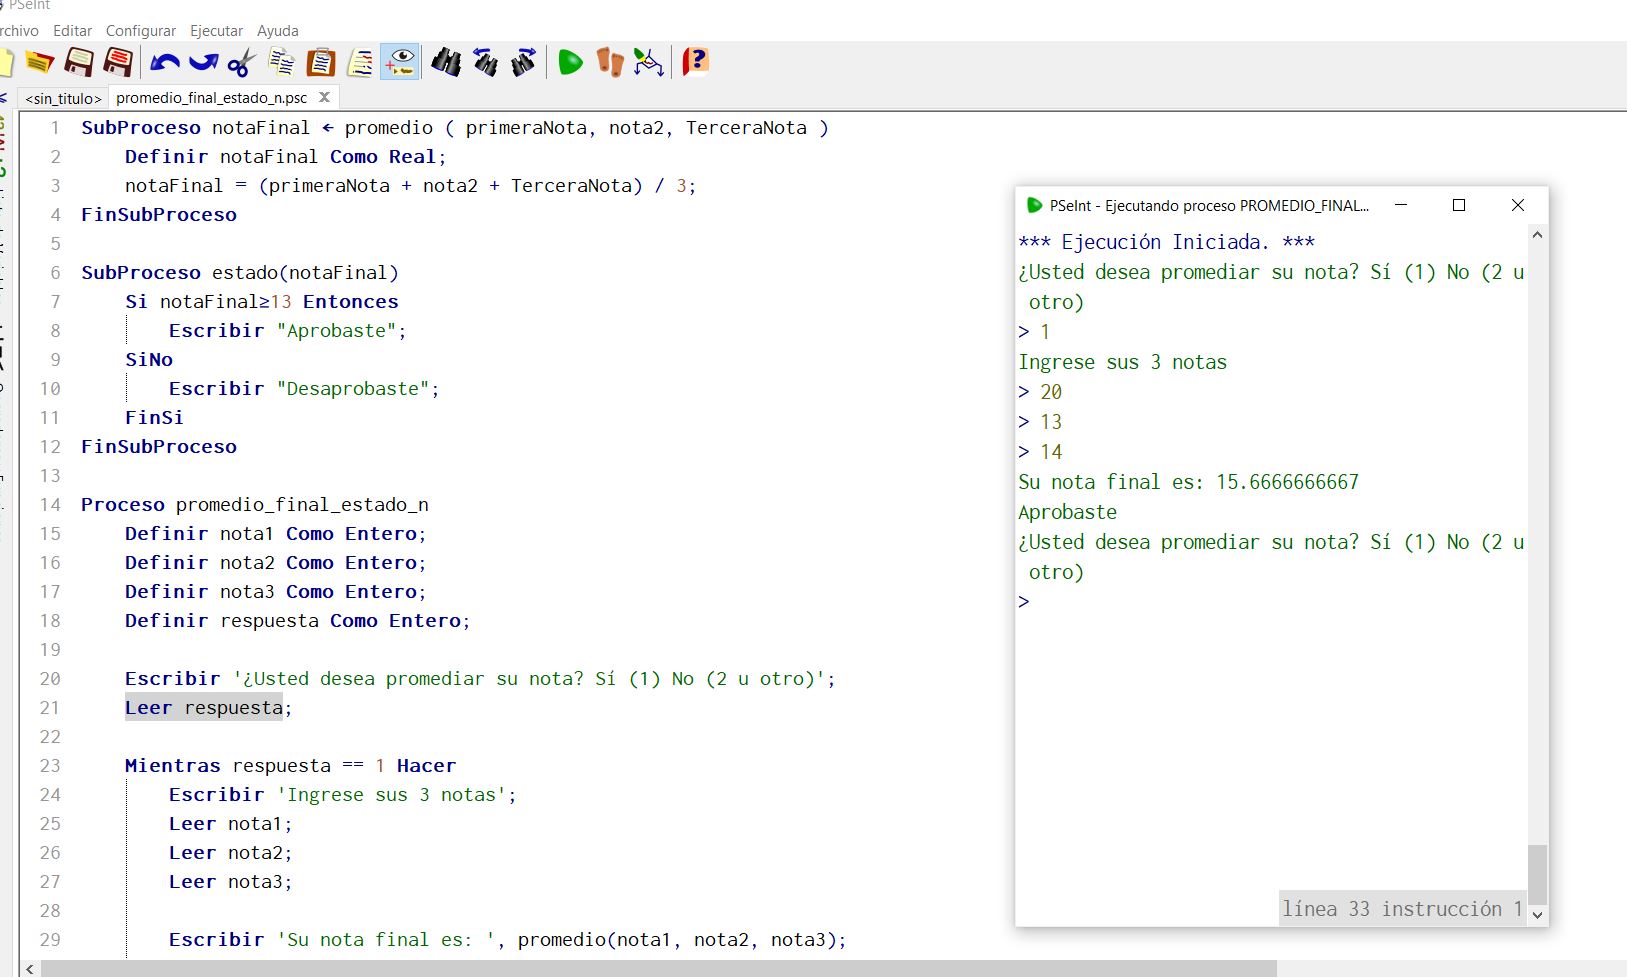 PSeInt
rchivo Editar Configurar Ejecutar Ayuda
<sin_titulo> promedio_final_estado_n.psc X
1 SubProceso notaFinal ← promedio ( primeraNota, nota2, TerceraNota )
2 Definir notaFinal Como Real;
3 notaFinal = (primeraNota + nota2 + TerceraNota) / 3;
4 FinSubProceso
5
6 SubProceso estado(notaFinal)
7 Si notaFinal≥13 Entonces
8 Escribir "Aprobaste";
9 SiNo
10 Escribir "Desaprobaste";
11 FinSi
12 FinSubProceso
13
14 Proceso promedio_final_estado_n
15 Definir nota1 Como Entero;
16 Definir nota2 Como Entero;
17 Definir nota3 Como Entero;
18 Definir respuesta Como Entero;
19
20 Escribir '¿Usted desea promediar su nota? Sí (1) No (2 u otro)';
21 Leer respuesta;
22
23 Mientras respuesta == 1 Hacer
24 Escribir 'Ingrese sus 3 notas';
25 Leer nota1;
26 Leer nota2;
27 Leer nota3;
28
29 Escribir 'Su nota final es: ', promedio(nota1, nota2, nota3);
PSeInt - Ejecutando proceso PROMEDIO_FINAL...
*** Ejecución Iniciada. ***
¿Usted desea promediar su nota? Sí (1) No (2 u
otro)
> 1
Ingrese sus 3 notas
> 20
> 13
> 14
Su nota final es: 15.6666666667
Aprobaste
¿Usted desea promediar su nota? Sí (1) No (2 u
otro)
>
línea 33 instrucción 1